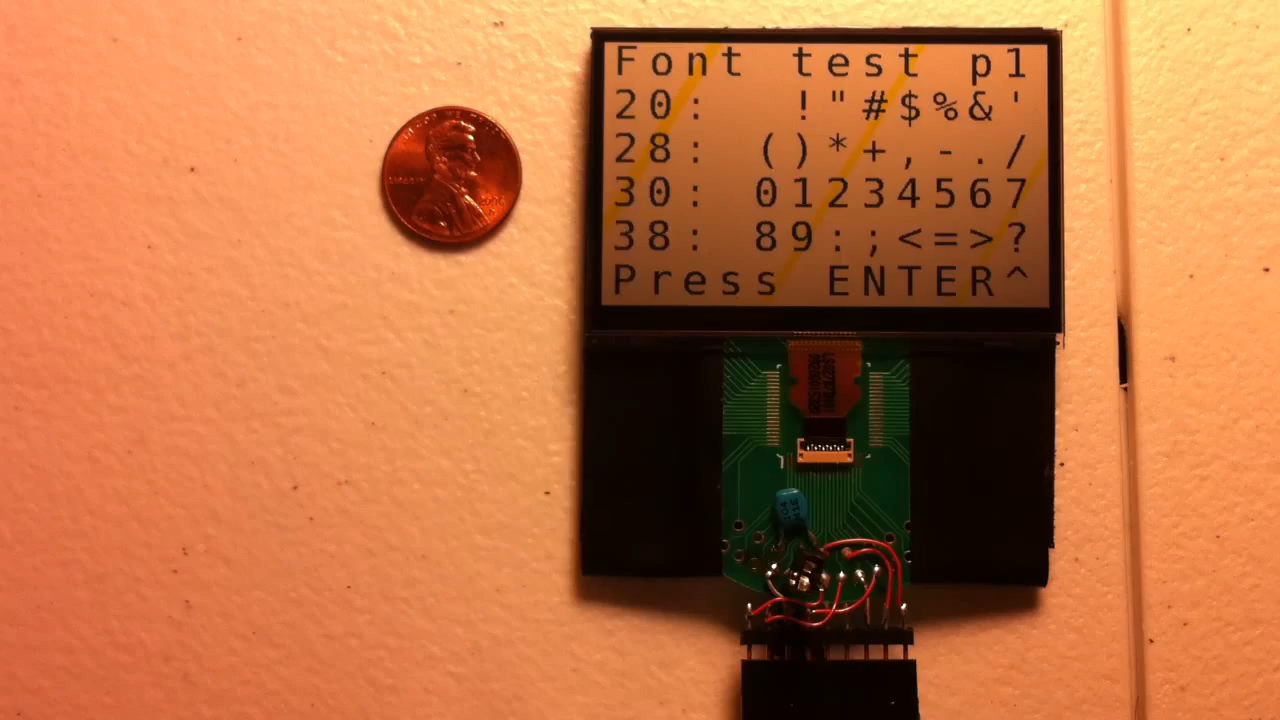 Font test p1
20:  !"#$%&'
28: ()*+,-./
30: 01234567
38: 89:;<=>?
Press ENTER^